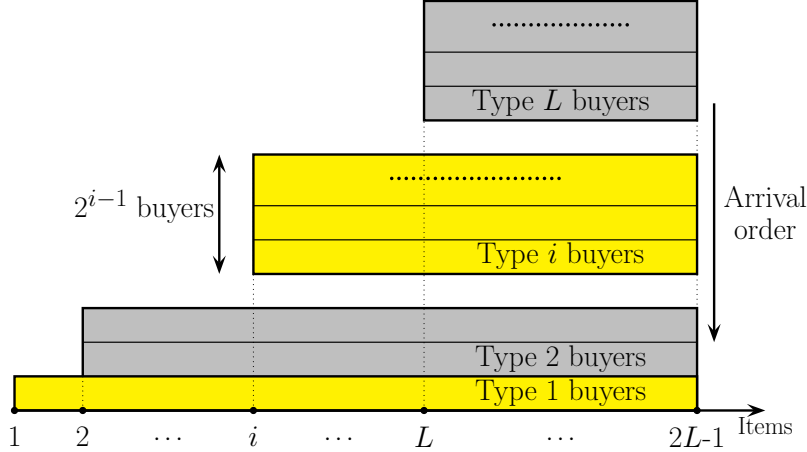 Type L buyers
2^{i-1} buyers
Type i buyers
Arrival
order
Type 2 buyers
Type 1 buyers
Items
1 2 ... i ... L ... 2L-1